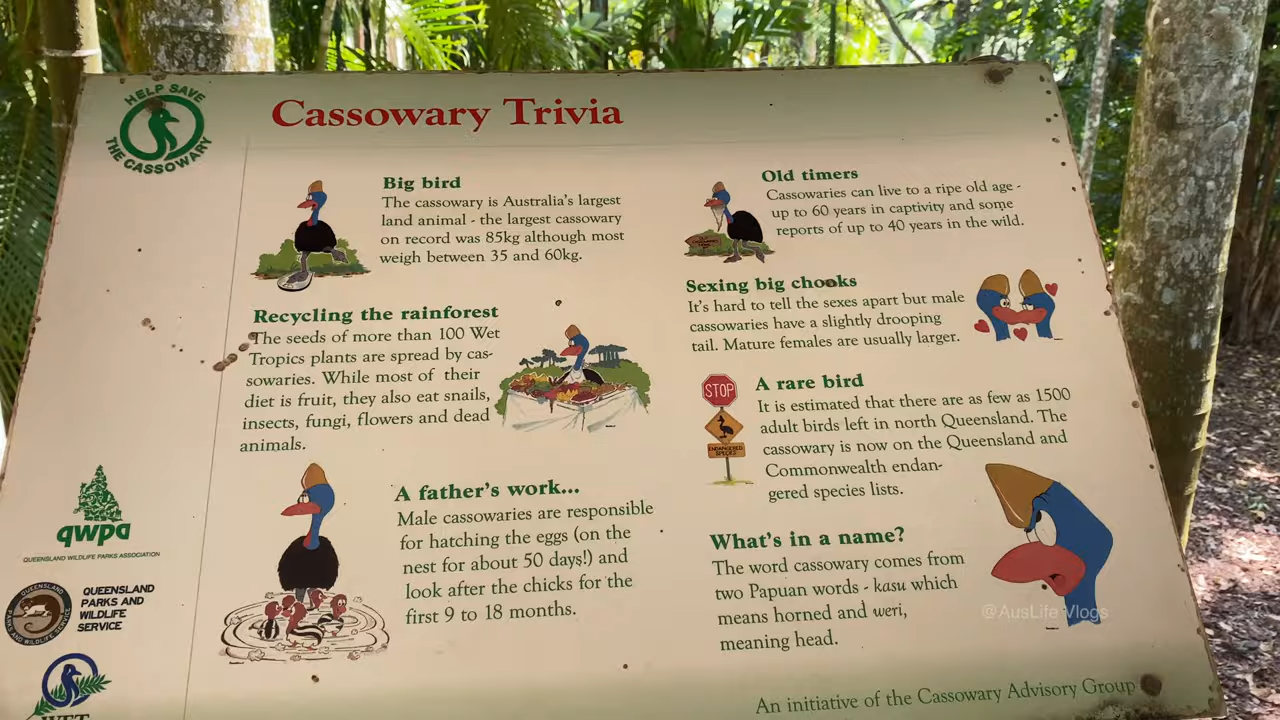 HELP SAVE
THE CASSOWARY
Cassowary Trivia
Big bird
The cassowary is Australia's largest
land animal - the largest cassowary
on record was 85kg although most
weigh between 35 and 60kg.
Recycling the rainforest
The seeds of more than 100 Wet
Tropics plants are spread by cas-
sowaries. While most of their
diet is fruit, they also eat snails,
insects, fungi, flowers and dead
animals.
A father's work...
Male cassowaries are responsible
for hatching the eggs (on the
nest for about 50 days!) and
look after the chicks for the
first 9 to 18 months.
Old timers
Cassowaries can live to a ripe old age -
up to 60 years in captivity and some
reports of up to 40 years in the wild.
Sexing big chooks
It's hard to tell the sexes apart but male
cassowaries have a slightly drooping
tail. Mature females are usually larger.
STOP
ENDANGERED
SPECIES
A rare bird
It is estimated that there are as few as 1500
adult birds left in north Queensland. The
cassowary is now on the Queensland and
Commonwealth endan-
gered species lists.
What's in a name?
The word cassowary comes from
two Papuan words - kasu which
means horned and weri,
meaning head.
@AusLife Vlogs
An initiative of the Cassowary Advisory Group
qwpa
QUEENSLAND WILDLIFE PARKS ASSOCIATION
QUEENSLAND
PARKS AND WILDLIFE SERVICE
QUEENSLAND
PARKS AND
WILDLIFE
SERVICE
WET